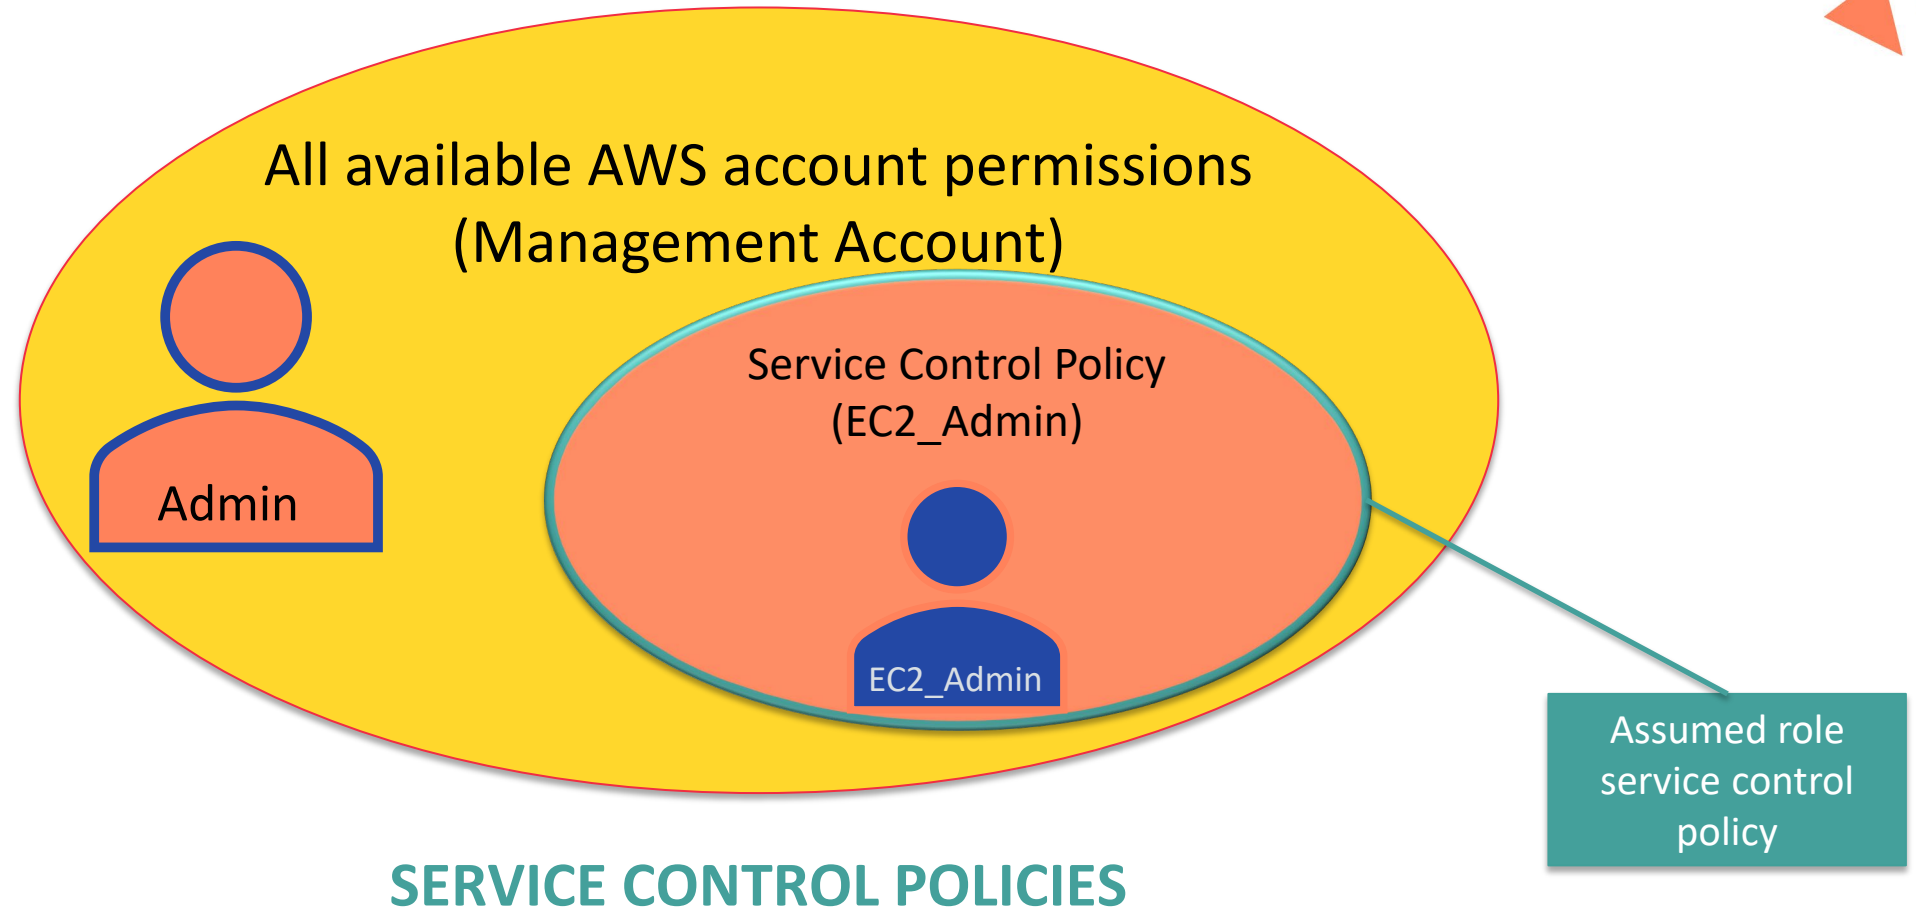 All available AWS account permissions
(Management Account)
Service Control Policy
(EC2_Admin)
Admin
EC2_Admin
Assumed role
service control
policy
SERVICE CONTROL POLICIES